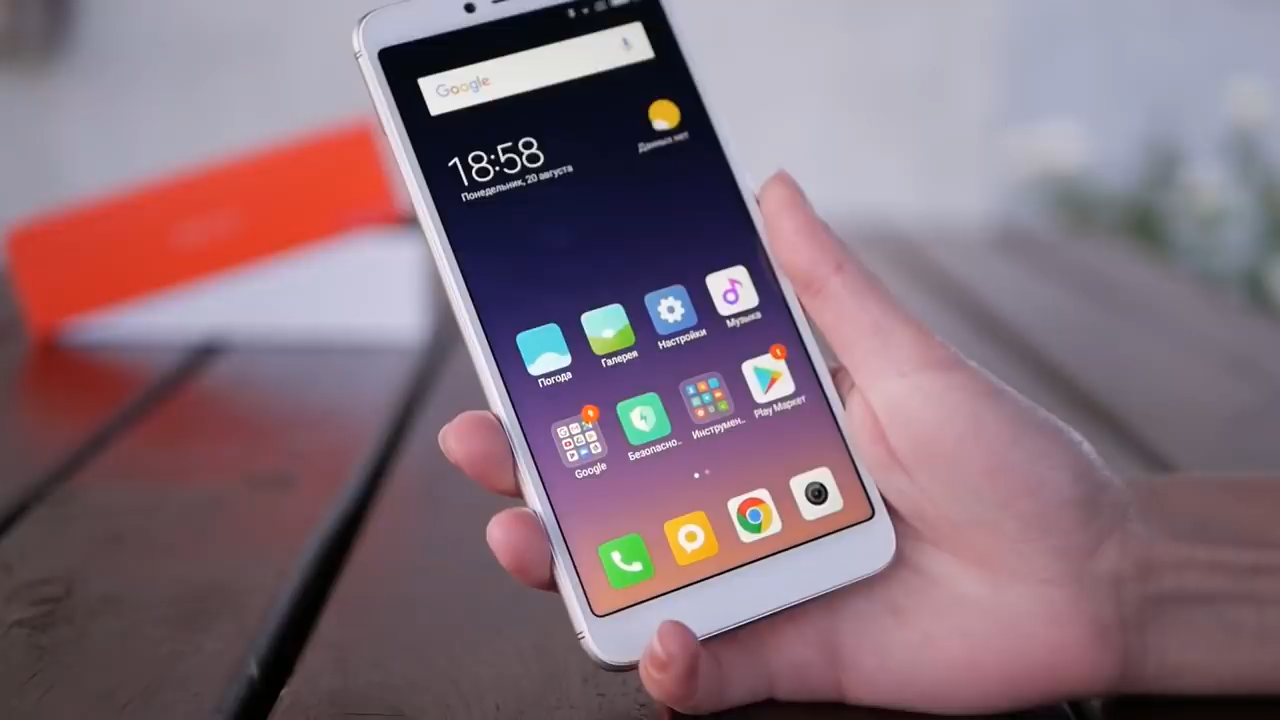 Google
18:58
Понедельник, 20 августа
Данных нет
Погода
Галерея
Настройки
Музыка
Google
Безопасно..
Инструмен..
Play Маркет